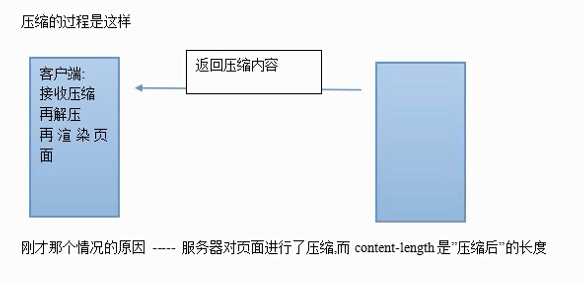 压缩的过程是这样
返回压缩内容
客户端:
接收压缩
再解压
再渲染页
面
刚才那个情况的原因 ----- 服务器对页面进行了压缩,而 content-length 是”压缩后”的长度